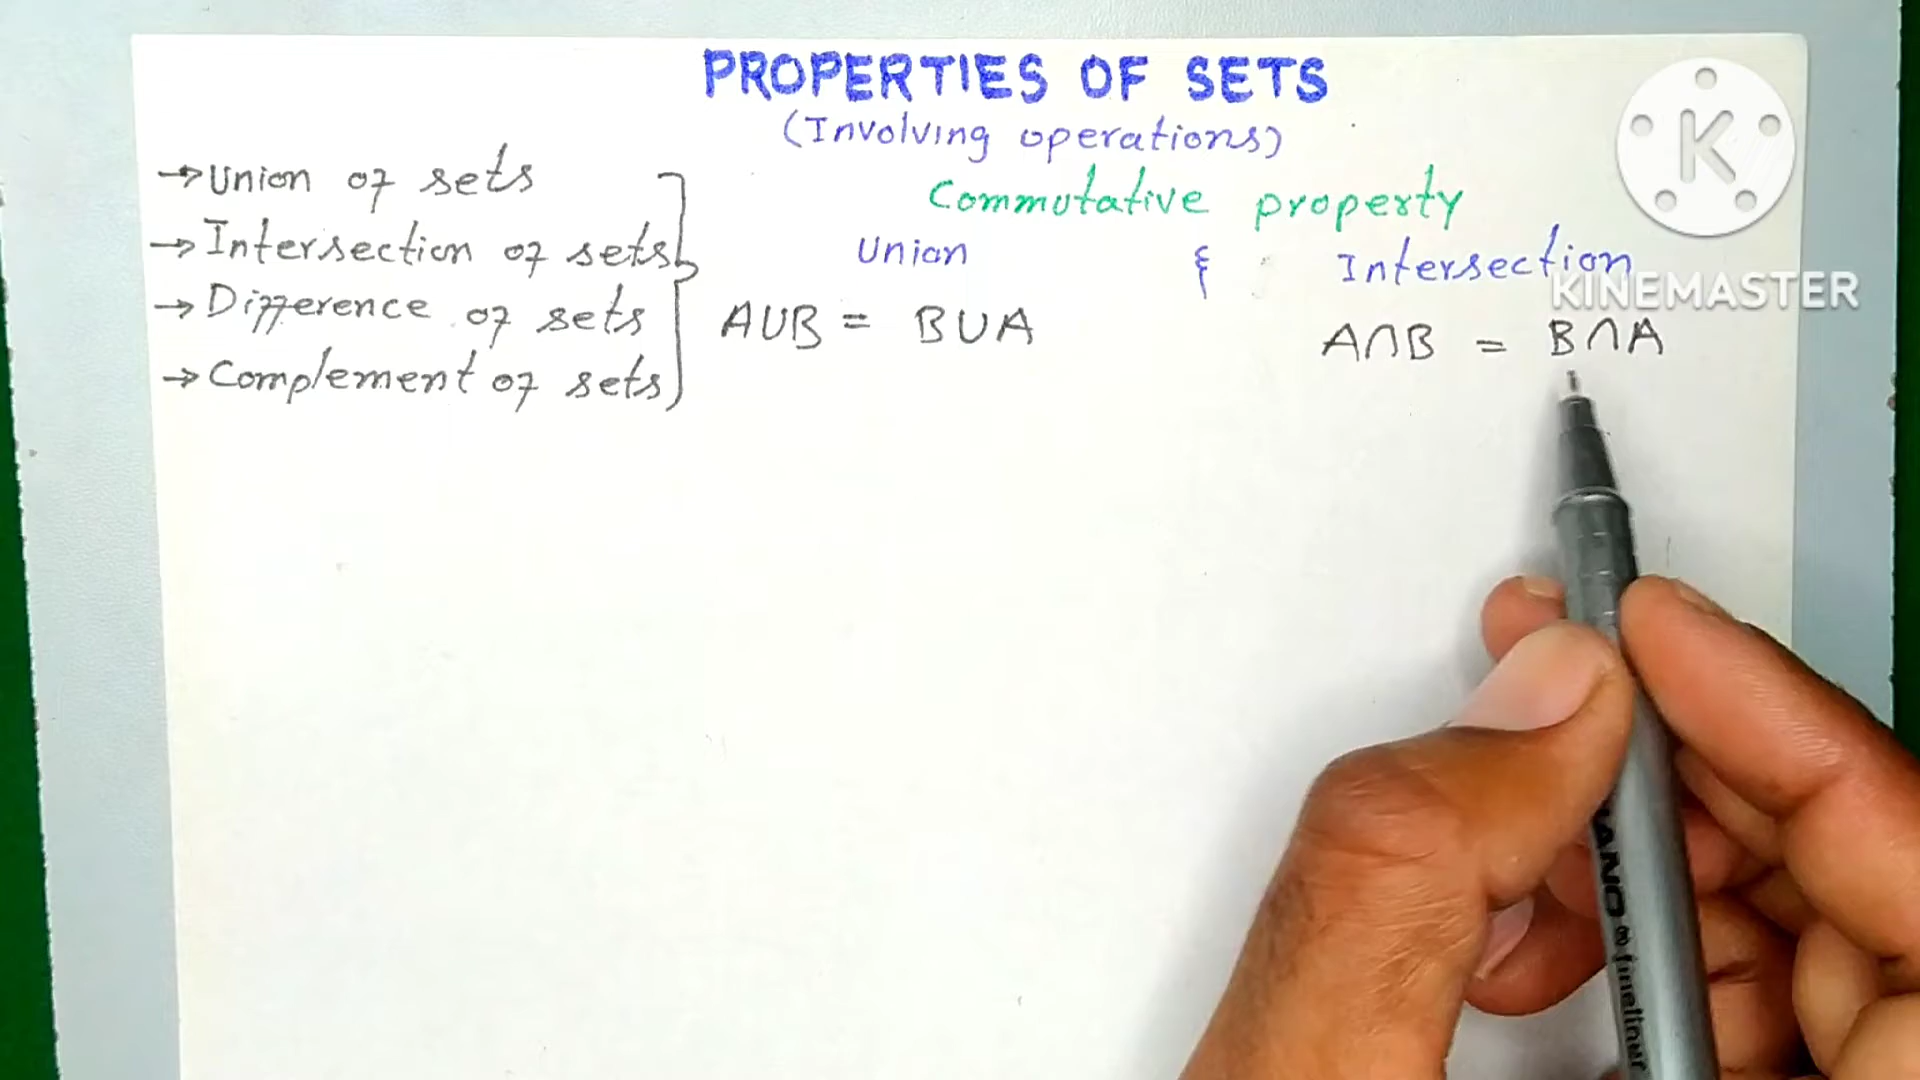 PROPERTIES OF SETS
(Involving operations)
→Union of sets
→Intersection of sets
→Difference of sets
→Complement of sets
Commutative property
Union & Intersection
A∪B = B∪A
A∩B = B∩A
K
KINEMASTER